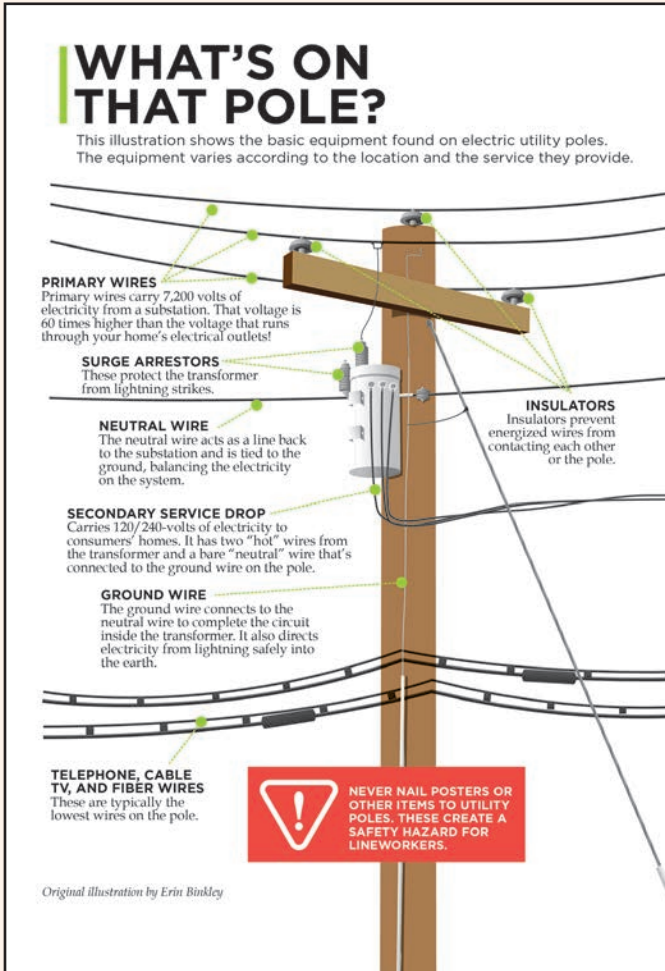 WHAT'S ON
THAT POLE?
This illustration shows the basic equipment found on electric utility poles.
The equipment varies according to the location and the service they provide.
PRIMARY WIRES
Primary wires carry 7,200 volts of
electricity from a substation. That voltage is
60 times higher than the voltage that runs
through your home's electrical outlets!
SURGE ARRESTORS
These protect the transformer
from lightning strikes.
NEUTRAL WIRE
The neutral wire acts as a line back
to the substation and is tied to the
ground, balancing the electricity
on the system.
INSULATORS
Insulators prevent
energized wires from
contacting each other
or the pole.
SECONDARY SERVICE DROP
Carries 120/240-volts of electricity to
consumers' homes. It has two "hot" wires from
the transformer and a bare "neutral" wire that's
connected to the ground wire on the pole.
GROUND WIRE
The ground wire connects to the
neutral wire to complete the circuit
inside the transformer. It also directs
electricity from lightning safely into
the earth.
TELEPHONE, CABLE
TV, AND FIBER WIRES
These are typically the
lowest wires on the pole.
NEVER NAIL POSTERS OR
OTHER ITEMS TO UTILITY
POLES. THESE CREATE A
SAFETY HAZARD FOR
LINEWORKERS.
Original illustration by Erin Binkley